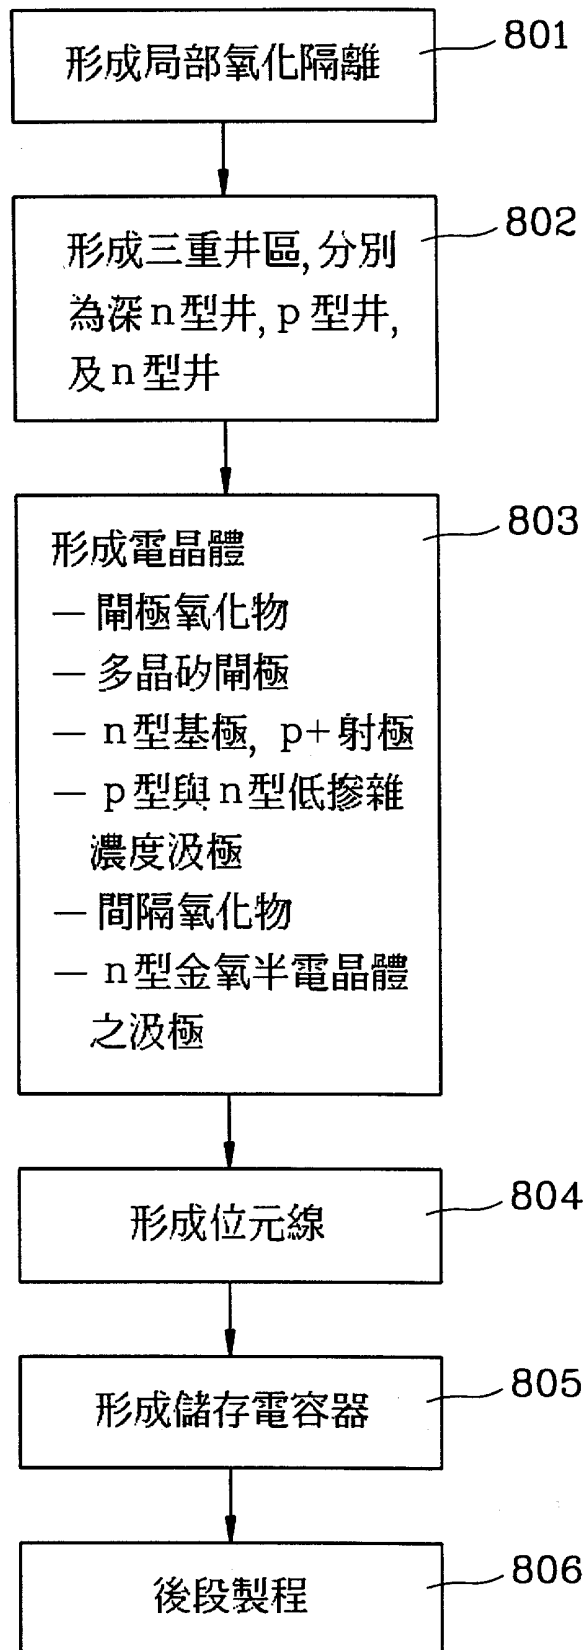 形成局部氧化隔離
801
形成三重井區, 分別
為深n型井, p型井,
及n型井
802
形成電晶體
— 閘極氧化物
— 多晶矽閘極
— n型基極, p+射極
— p型與n型低摻雜
濃度汲極
— 間隔氧化物
— n型金氧半電晶體
之汲極
803
形成位元線
804
形成儲存電容器
805
後段製程
806